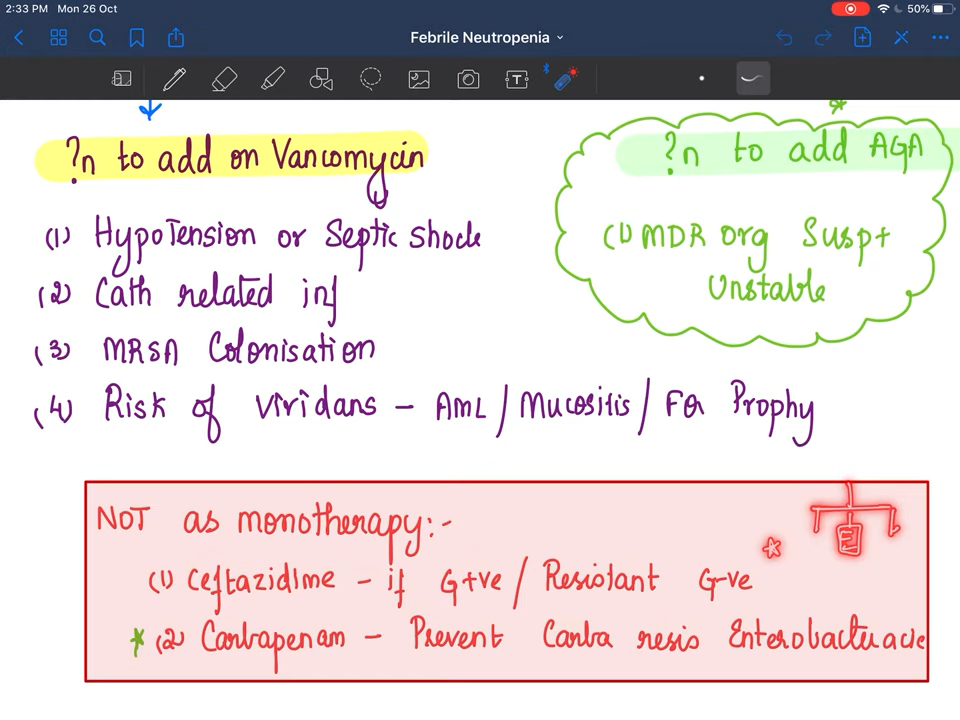 2:33 PM Mon 26 Oct
50%
Febrile Neutropenia
?n to add on Vancomycin
?n to add AGA
(1) Hypotension or Septic shock
(1) MDR org Susp+
Unstable
(2) Cath related inf
(3) MRSA Colonisation
(4) Risk of Viridans - AML / Mucositis / FQ Prophy
NOT as monotherapy:-
(1) Ceftazidime - if G+ve / Resistant G-ve
* (2) Carbapenam - Prevent Carba resis Enterobacteriacae